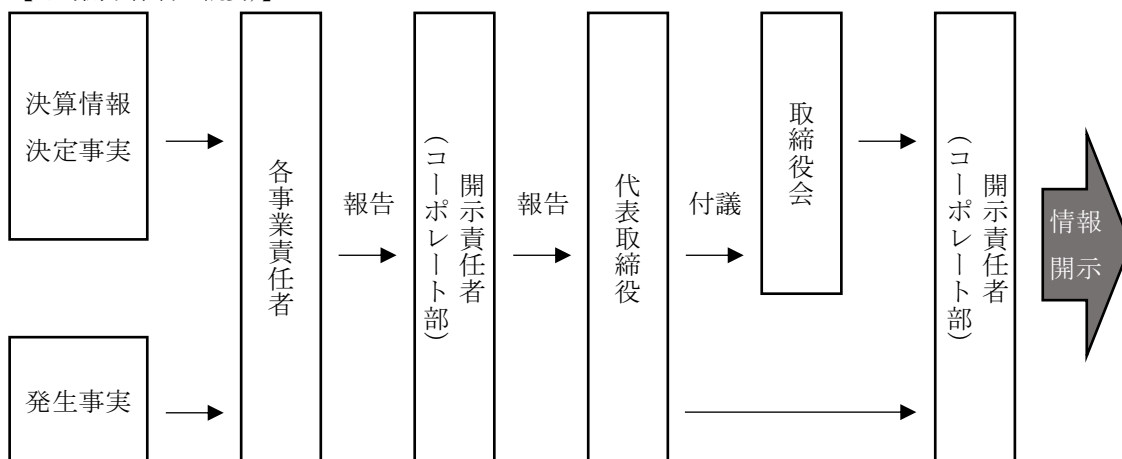 決算情報
決定事実
発生事実
各事業責任者
報告
開示責任者
(コーポレート部)
報告
代表取締役
付議
取締役会
開示責任者
(コーポレート部)
情報
開示